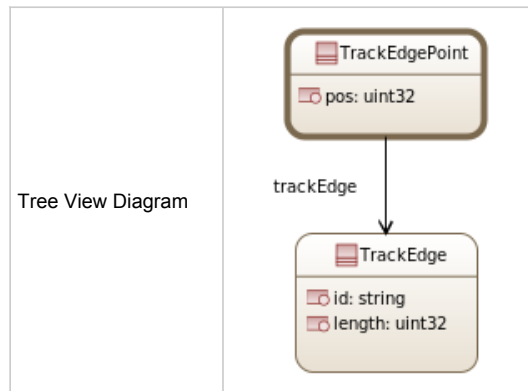 TrackEdgePoint
pos: uint32
trackEdge
Tree View Diagram
TrackEdge
id: string
length: uint32